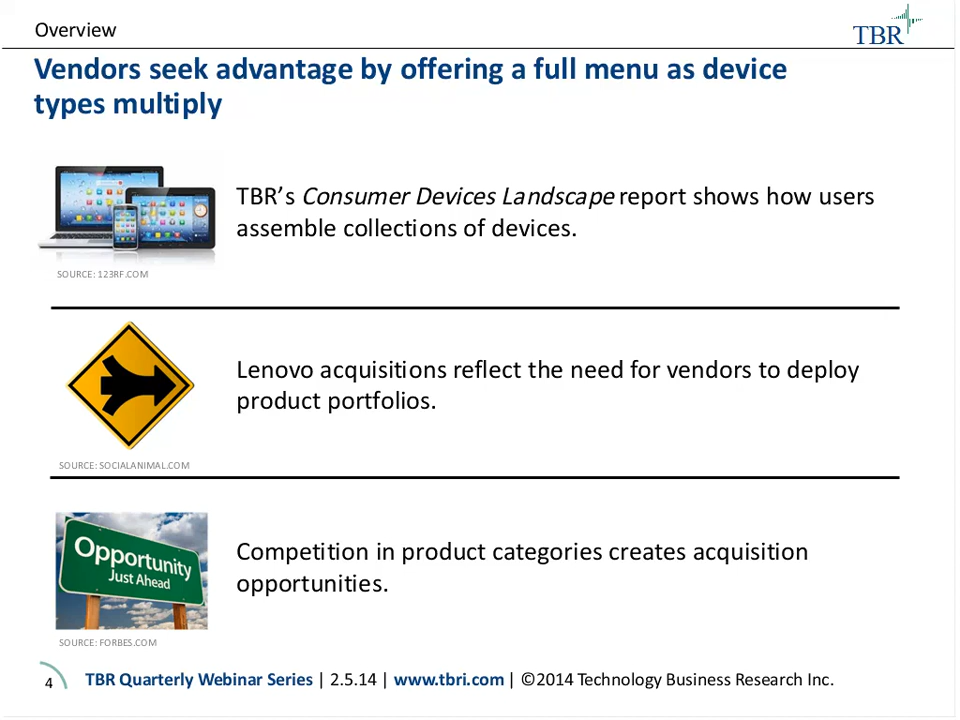 Overview
TBR
Vendors seek advantage by offering a full menu as device
types multiply
TBR’s Consumer Devices Landscape report shows how users
assemble collections of devices.
SOURCE: 123RF.COM
Lenovo acquisitions reflect the need for vendors to deploy
product portfolios.
SOURCE: SOCIALANIMAL.COM
Opportunity
Just Ahead
Competition in product categories creates acquisition
opportunities.
SOURCE: FORBES.COM
4 TBR Quarterly Webinar Series | 2.5.14 | www.tbri.com | ©2014 Technology Business Research Inc.